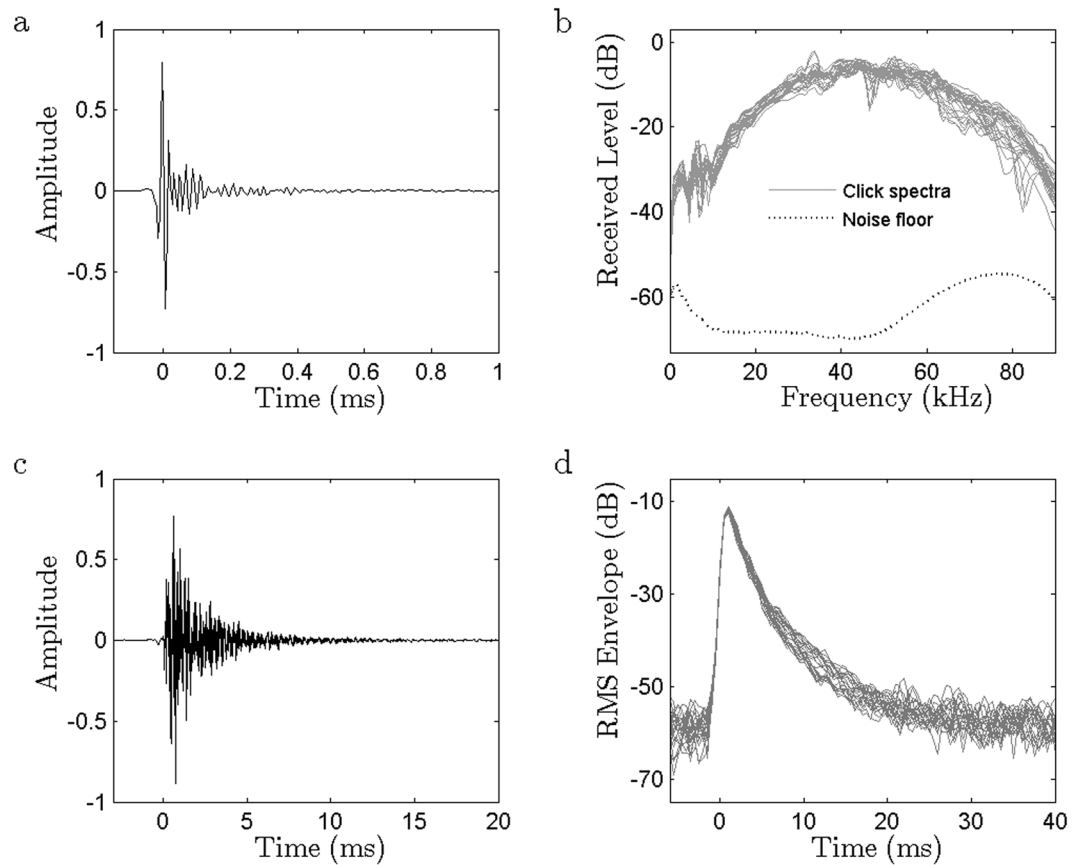 a
1
0.5
0
-0.5
-1
Amplitude
0 0.2 0.4 0.6 0.8 1
Time (ms)
b
0
-20
-40
-60
Received Level (dB)
Click spectra
Noise floor
0 20 40 60 80
Frequency (kHz)
c
1
0.5
0
-0.5
-1
Amplitude
0 5 10 15 20
Time (ms)
d
-10
-30
-50
-70
RMS Envelope (dB)
0 10 20 30 40
Time (ms)